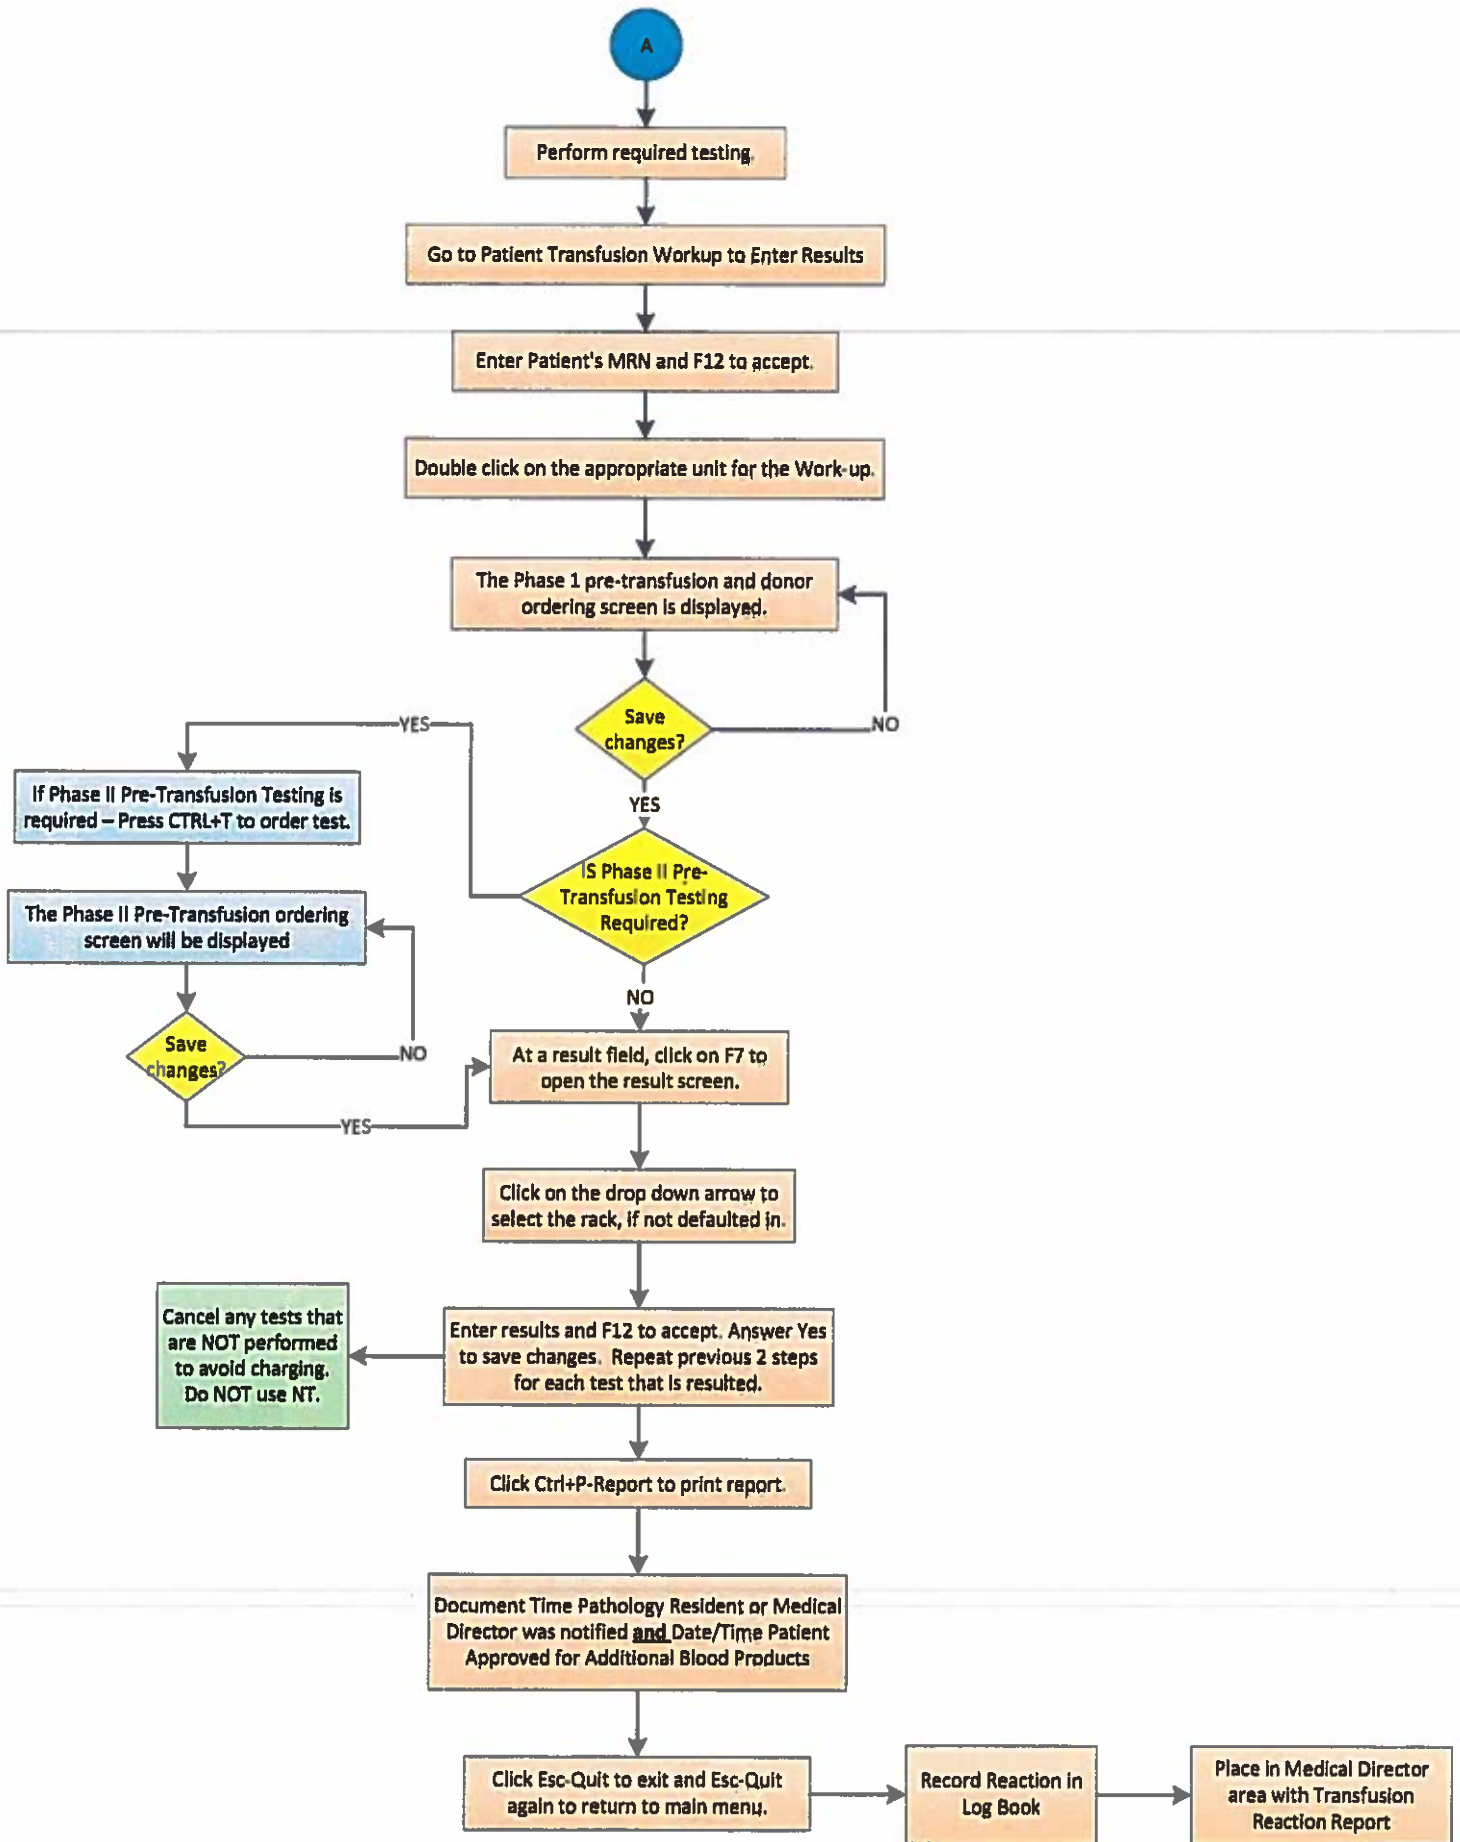 A
Perform required testing.
Go to Patient Transfusion Workup to Enter Results
Enter Patient's MRN and F12 to accept.
Double click on the appropriate unit for the Work-up.
The Phase 1 pre-transfusion and donor
ordering screen is displayed.
Save
changes?
NO
YES
YES
IS Phase II Pre-
Transfusion Testing
Required?
If Phase II Pre-Transfusion Testing is
required – Press CTRL+T to order test.
The Phase II Pre-Transfusion ordering
screen will be displayed
Save
changes?
NO
YES
NO
At a result field, click on F7 to
open the result screen.
Click on the drop down arrow to
select the rack, if not defaulted in.
Enter results and F12 to accept. Answer Yes
to save changes. Repeat previous 2 steps
for each test that is resulted.
Cancel any tests that
are NOT performed
to avoid charging.
Do NOT use NT.
Click Ctrl+P-Report to print report.
Document Time Pathology Resident or Medical
Director was notified and Date/Time Patient
Approved for Additional Blood Products
Click Esc-Quit to exit and Esc-Quit
again to return to main menu.
Record Reaction in
Log Book
Place in Medical Director
area with Transfusion
Reaction Report